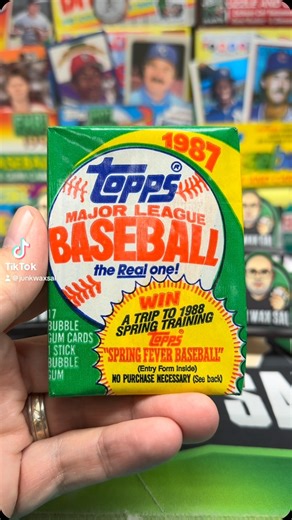 1987
topps®
MAJOR LEAGUE
BASEBALL
the Real one!
WIN
A TRIP TO 1988
SPRING TRAINING
Topps
"SPRING FEVER BASEBALL"
(Entry Form Inside)
NO PURCHASE NECESSARY (See back)
17
BUBBLE
GUM CARDS
1 STICK
BUBBLE
GUM
TikTok
@junkwaxsal